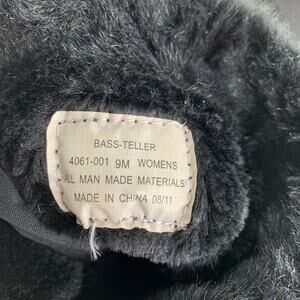 BASS-TELLER
4061-001 9M WOMENS
ALL MAN MADE MATERIALS
MADE IN CHINA 08/11